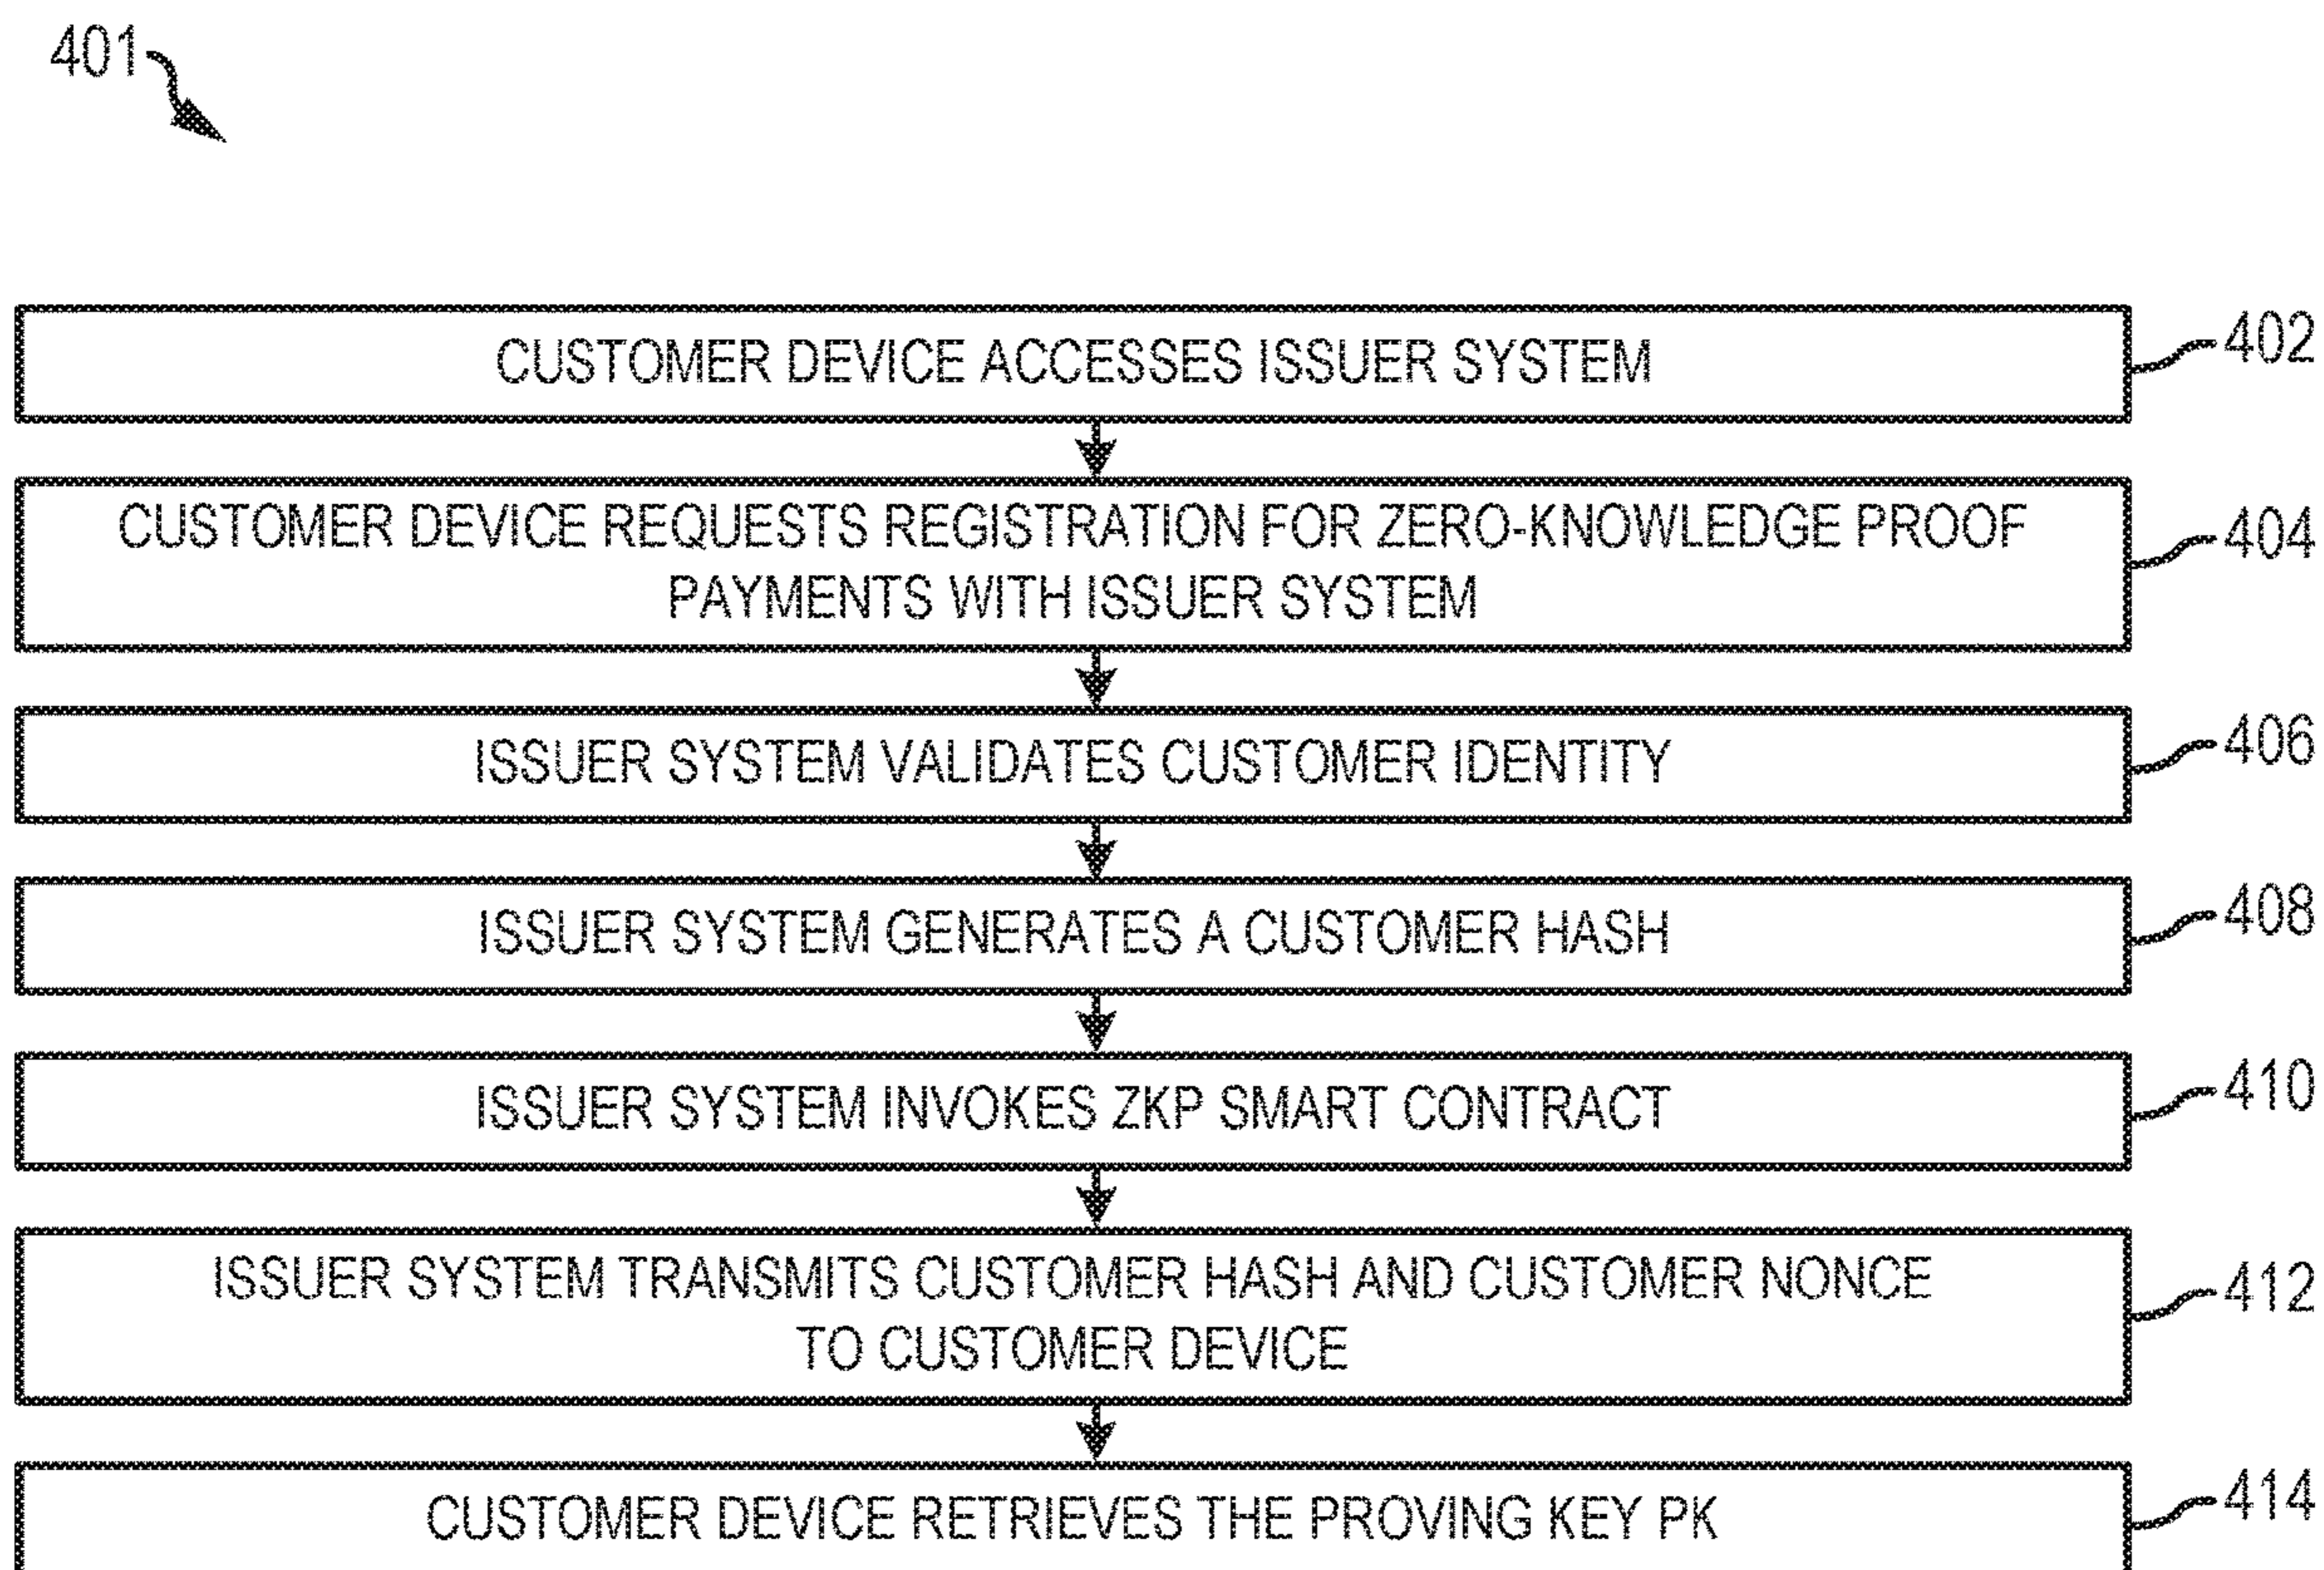 401
CUSTOMER DEVICE ACCESSES ISSUER SYSTEM
402
CUSTOMER DEVICE REQUESTS REGISTRATION FOR ZERO-KNOWLEDGE PROOF
PAYMENTS WITH ISSUER SYSTEM
404
ISSUER SYSTEM VALIDATES CUSTOMER IDENTITY
406
ISSUER SYSTEM GENERATES A CUSTOMER HASH
408
ISSUER SYSTEM INVOKES ZKP SMART CONTRACT
410
ISSUER SYSTEM TRANSMITS CUSTOMER HASH AND CUSTOMER NONCE
TO CUSTOMER DEVICE
412
CUSTOMER DEVICE RETRIEVES THE PROVING KEY PK
414